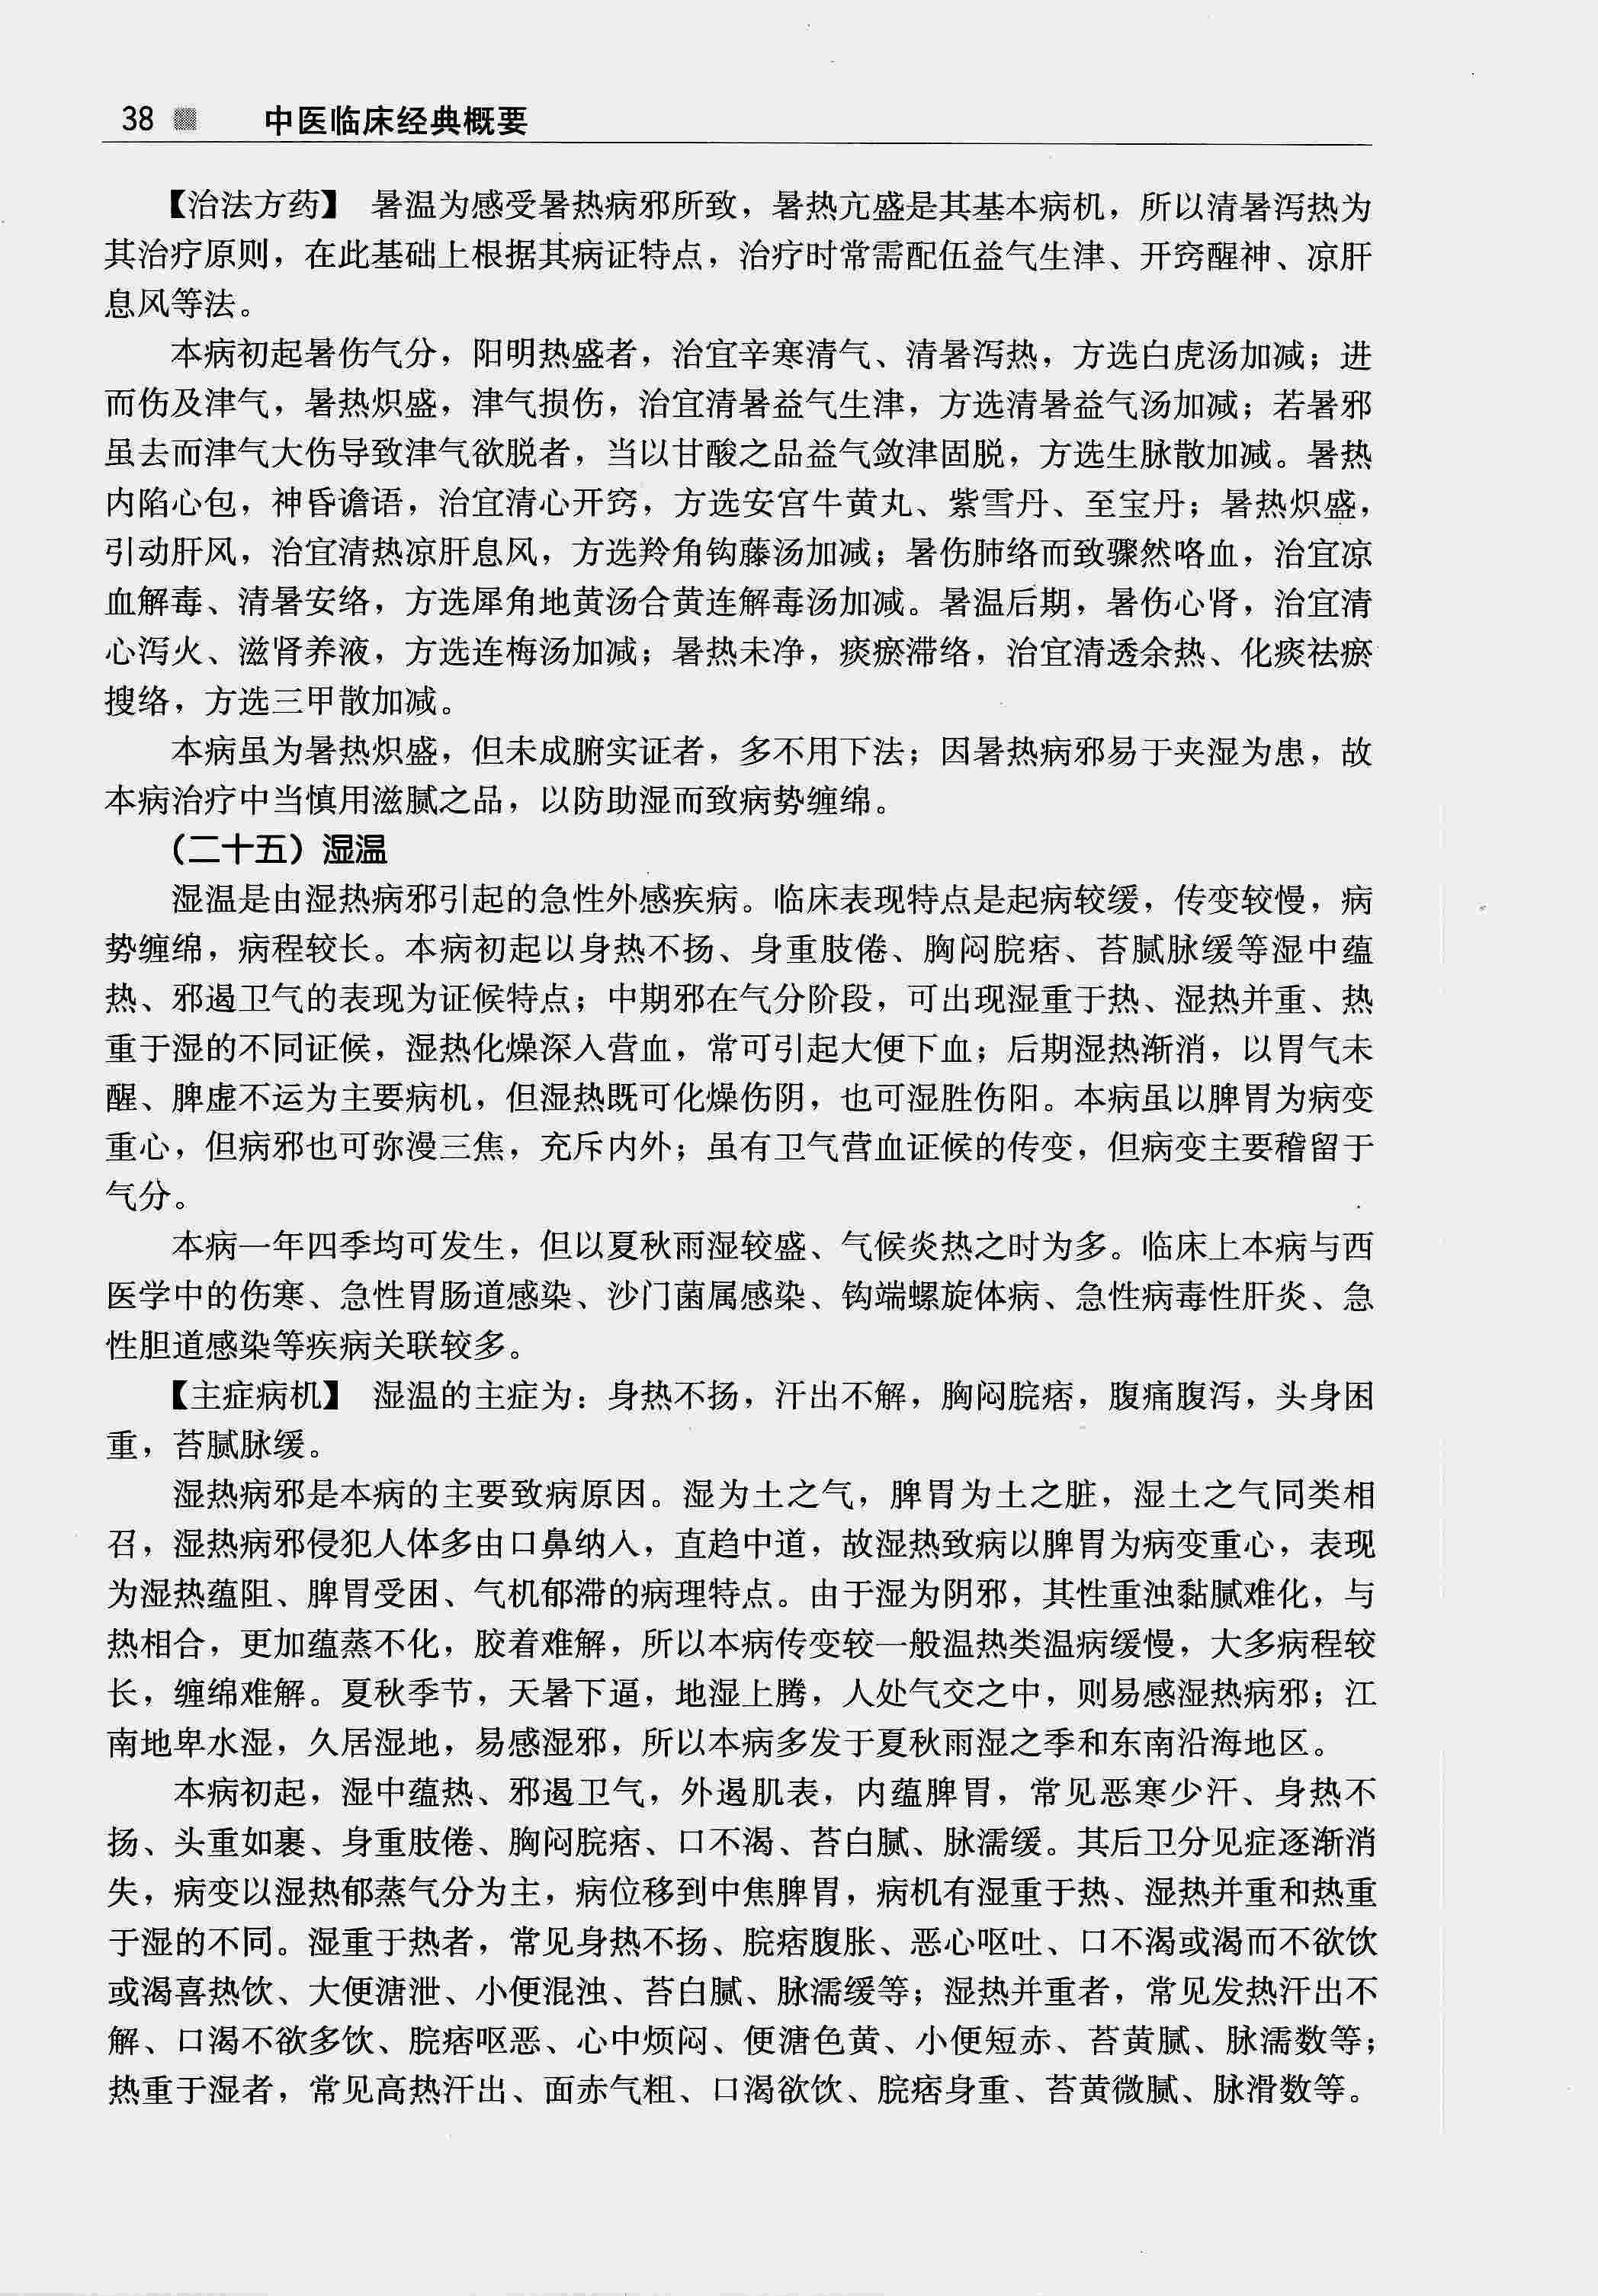 38 中医临床经典概要
【治法方药】 暑温为感受暑热病邪所致，暑热亢盛是其基本病机，所以清暑泻热为
其治疗原则，在此基础上根据其病证特点，治疗时常需配伍益气生津、开窍醒神、凉肝
息风等法。
本病初起暑伤气分，阳明热盛者，治宜辛寒清气、清暑泻热，方选白虎汤加减；进
而伤及津气，暑热炽盛，津气损伤，治宜清暑益气生津，方选清暑益气汤加减；若暑邪
虽去而津气大伤导致津气欲脱者，当以甘酸之品益气敛津固脱，方选生脉散加减。暑热
内陷心包，神昏谵语，治宜清心开窍，方选安宫牛黄丸、紫雪丹、至宝丹；暑热炽盛，
引动肝风，治宜清热凉肝息风，方选羚角钩藤汤加减；暑伤肺络而致骤然咯血，治宜凉
血解毒、清暑安络，方选犀角地黄汤合黄连解毒汤加减。暑温后期，暑伤心肾，治宜清
心泻火、滋肾养液，方选连梅汤加减；暑热未净，痰瘀滞络，治宜清透余热、化痰祛瘀
搜络，方选三甲散加减。
本病虽为暑热炽盛，但未成腑实证者，多不用下法；因暑热病邪易于夹湿为患，故
本病治疗中当慎用滋腻之品，以防助湿而致病势缠绵。
（二十五）湿温
湿温是由湿热病邪引起的急性外感疾病。临床表现特点是起病较缓，传变较慢，病
势缠绵，病程较长。本病初起以身热不扬、身重肢倦、胸闷脘痞、苔腻脉缓等湿中蕴
热、邪遏卫气的表现为证候特点；中期邪在气分阶段，可出现湿重于热、湿热并重、热
重于湿的不同证候，湿热化燥深入营血，常可引起大便下血；后期湿热渐消，以胃气未
醒、脾虚不运为主要病机，但湿热既可化燥伤阴，也可湿胜伤阳。本病虽以脾胃为病变
重心，但病邪也可弥漫三焦，充斥内外；虽有卫气营血证候的传变，但病变主要稽留于
气分。
本病一年四季均可发生，但以夏秋雨湿较盛、气候炎热之时为多。临床上本病与西
医学中的伤寒、急性胃肠道感染、沙门菌属感染、钩端螺旋体病、急性病毒性肝炎、急
性胆道感染等疾病关联较多。
【主症病机】 湿温的主症为：身热不扬，汗出不解，胸闷脘痞，腹痛腹泻，头身困
重，苔腻脉缓。
湿热病邪是本病的主要致病原因。湿为土之气，脾胃为土之脏，湿土之气同类相
召，湿热病邪侵犯人体多由口鼻纳入，直趋中道，故湿热致病以脾胃为病变重心，表现
为湿热蕴阻、脾胃受困、气机郁滞的病理特点。由于湿为阴邪，其性重浊黏腻难化，与
热相合，更加蕴蒸不化，胶着难解，所以本病传变较一般温热类温病缓慢，大多病程较
长，缠绵难解。夏秋季节，天暑下逼，地湿上腾，人处气交之中，则易感湿热病邪；江
南地卑水湿，久居湿地，易感湿邪，所以本病多发于夏秋雨湿之季和东南沿海地区。
本病初起，湿中蕴热、邪遏卫气，外遏肌表，内蕴脾胃，常见恶寒少汗、身热不
扬、头重如裹、身重肢倦、胸闷脘痞、口不渴、苔白腻、脉濡缓。其后卫分见症逐渐消
失，病变以湿热郁蒸气分为主，病位移到中焦脾胃，病机有湿重于热、湿热并重和热重
于湿的不同。湿重于热者，常见身热不扬、脘痞腹胀、恶心呕吐、口不渴或渴而不欲饮
或渴喜热饮、大便溏泄、小便混浊、苔白腻、脉濡缓等；湿热并重者，常见发热汗出不
解、口渴不欲多饮、脘痞呕恶、心中烦闷、便溏色黄、小便短赤、苔黄腻、脉濡数等；
热重于湿者，常见高热汗出、面赤气粗、口渴欲饮、脘痞身重、苔黄微腻、脉滑数等。